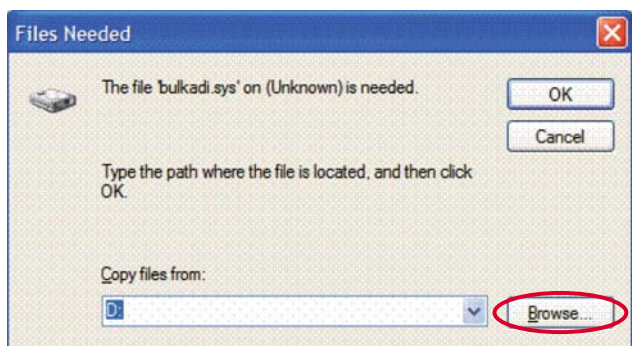 Files Needed
The file 'bulkadi.sys' on (Unknown) is needed.
OK
Cancel
Type the path where the file is located, and then click
OK.
Copy files from:
D:
Browse...